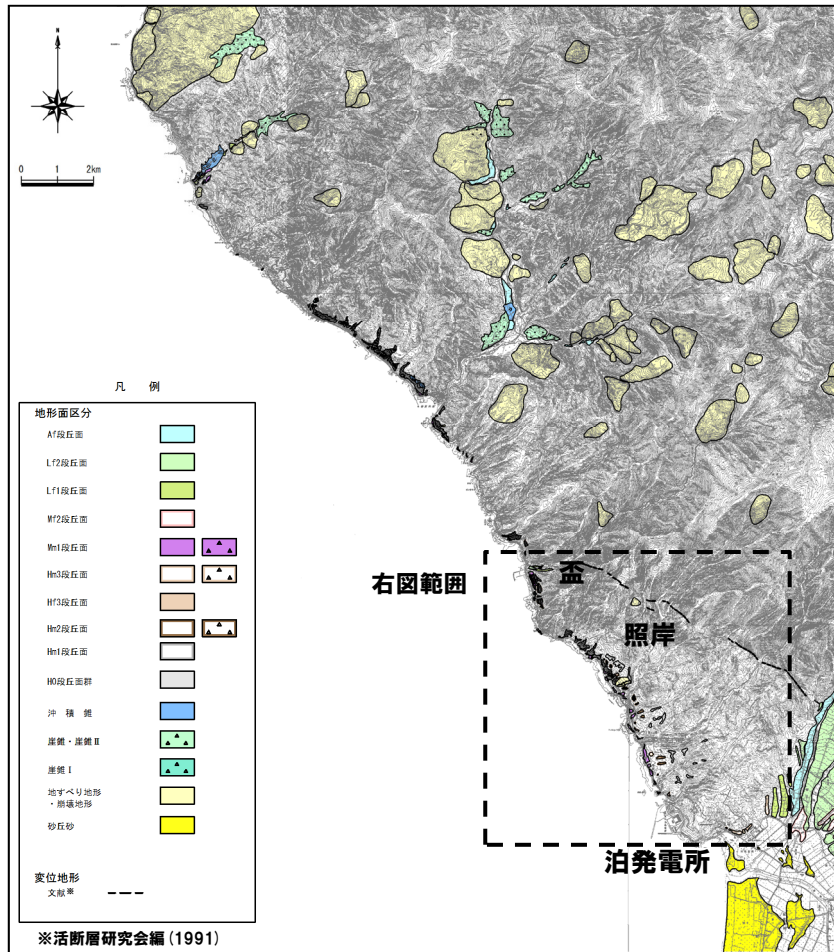 N
0 1 2km
凡 例
地形面区分
Af段丘面
Lf2段丘面
Lf1段丘面
Mf2段丘面
Mm1段丘面
Hm3段丘面
Hf3段丘面
Hm2段丘面
Hm1段丘面
H0段丘面群
沖 積 錐
崖錐・崖錐Ⅱ
崖錐Ⅰ
地すべり地形
・崩壊地形
砂丘砂
変位地形
文献※
※活断層研究会編(1991)
右図範囲
盃
照岸
泊発電所